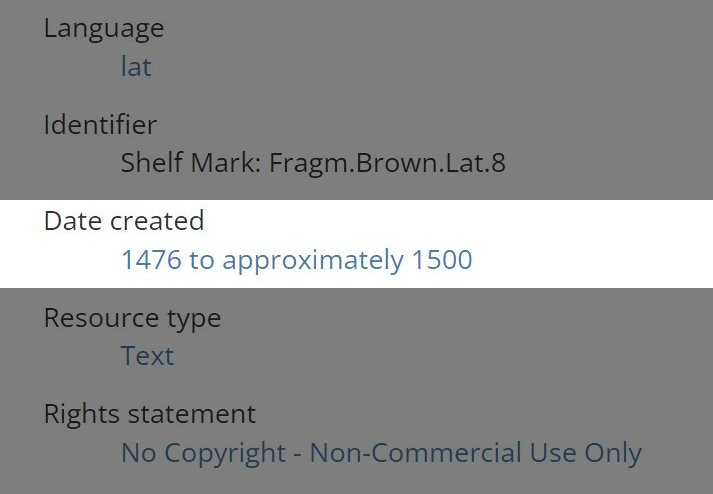 Language
lat
Identifier
Shelf Mark: Fragm.Brown.Lat.8
Date created
1476 to approximately 1500
Resource type
Text
Rights statement
No Copyright - Non-Commercial Use Only